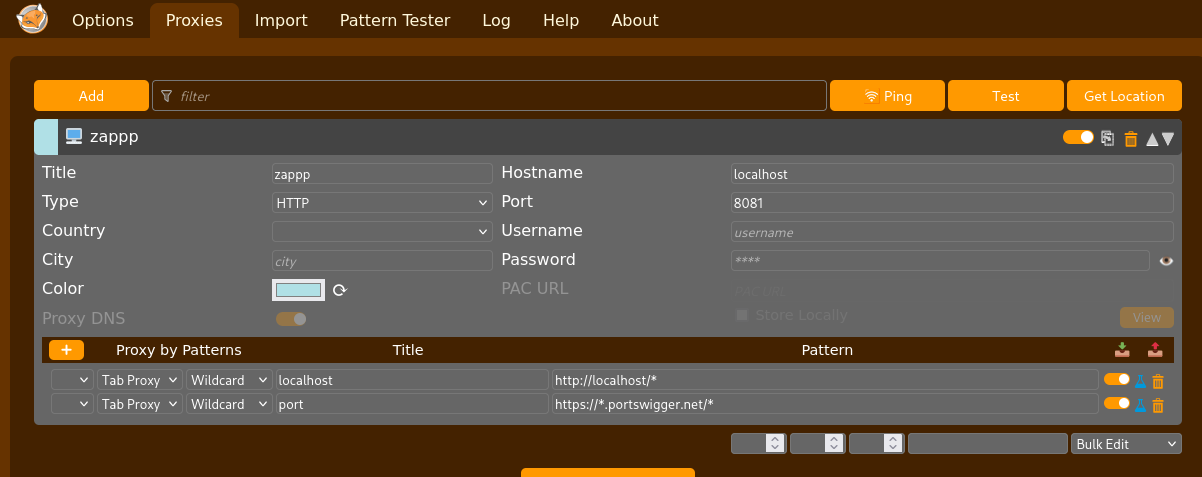 Options Proxies Import Pattern Tester Log Help About
Add filter Ping Test Get Location
zappp
Title zappp Hostname localhost
Type HTTP Port 8081
Country Username username
City city Password ****
Color PAC URL PAC URL
Store Locally
Proxy DNS View
+ Proxy by Patterns Title Pattern
Tab Proxy Wildcard localhost http://localhost/*
Tab Proxy Wildcard port https://*.portswigger.net/*
Bulk Edit